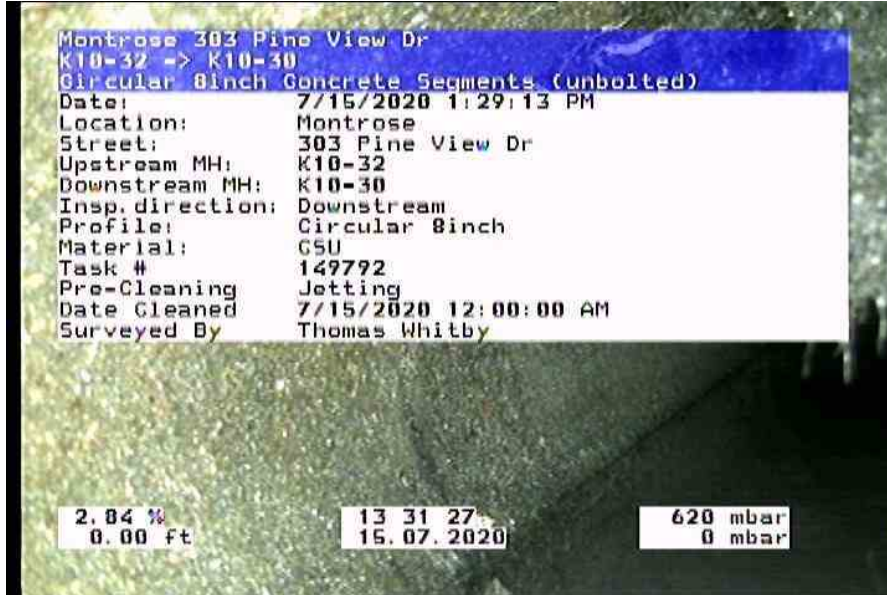 Montrose 303 Pine View Dr
K10-32 -> K10-30
Circular 8inch Concrete Segments (unbolted)
Date: 7/15/2020 1:29:13 PM
Location: Montrose
Street: 303 Pine View Dr
Upstream MH: K10-32
Downstream MH: K10-30
Insp.direction: Downstream
Profile: Circular 8inch
Material: CSU
Task # 149792
Pre-Cleaning Jetting
Date Cleaned 7/15/2020 12:00:00 AM
Surveyed By Thomas Whitby
2.04 % 13 31 27 620 mbar
0.00 ft 15.07.2020 0 mbar